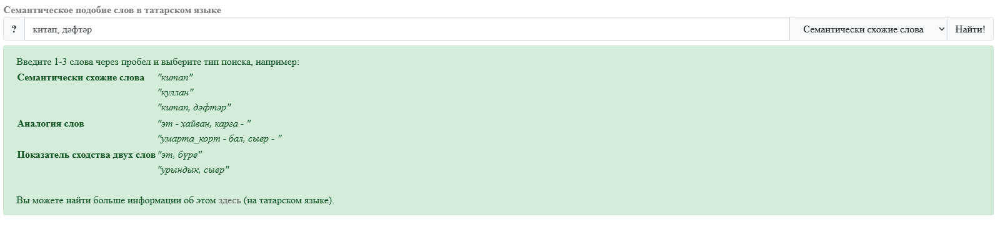 Семантическое подобие слов в татарском языке
? китап, дәфтәр Семантически схожие слова Найти!
Введите 1-3 слова через пробел и выберите тип поиска, например:
Семантически схожие слова "китап"
"куллан"
"китап, дәфтәр"
Аналогия слов "эт - хайван, карга - "
"умарта_корт - бал, сыер - "
Показатель сходства двух слов "эт, бүре"
"урындык, сыер"
Вы можете найти больше информации об этом здесь (на татарском языке).